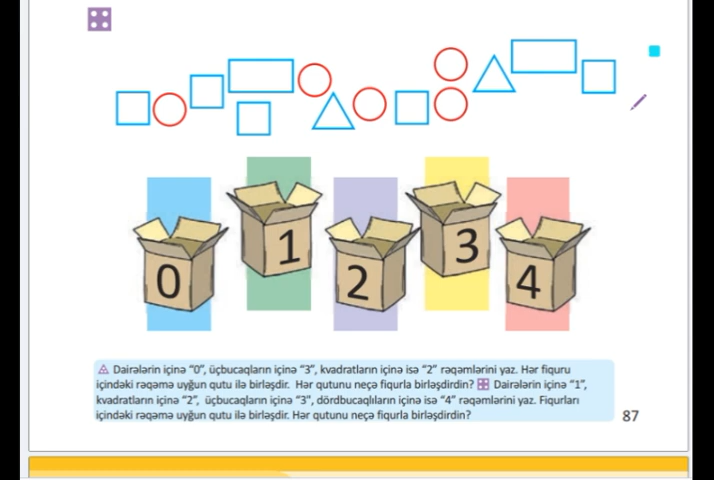 0
1
2
3
4
Dairələrin içinə “0”, üçbucaqların içinə “3”, kvadratların içinə isə “2” rəqəmlərini yaz. Hər fiquru
içindəki rəqəmə uyğun qutu ilə birləşdir. Hər qutunu neçə fiqurla birləşdirdin? Dairələrin içinə “1”,
kvadratların içinə “2”, üçbucaqların içinə “3”, dördbucaqlıların içinə isə “4” rəqəmlərini yaz. Fiqurları
içindəki rəqəmə uyğun qutu ilə birləşdir. Hər qutunu neçə fiqurla birləşdirdin?
87